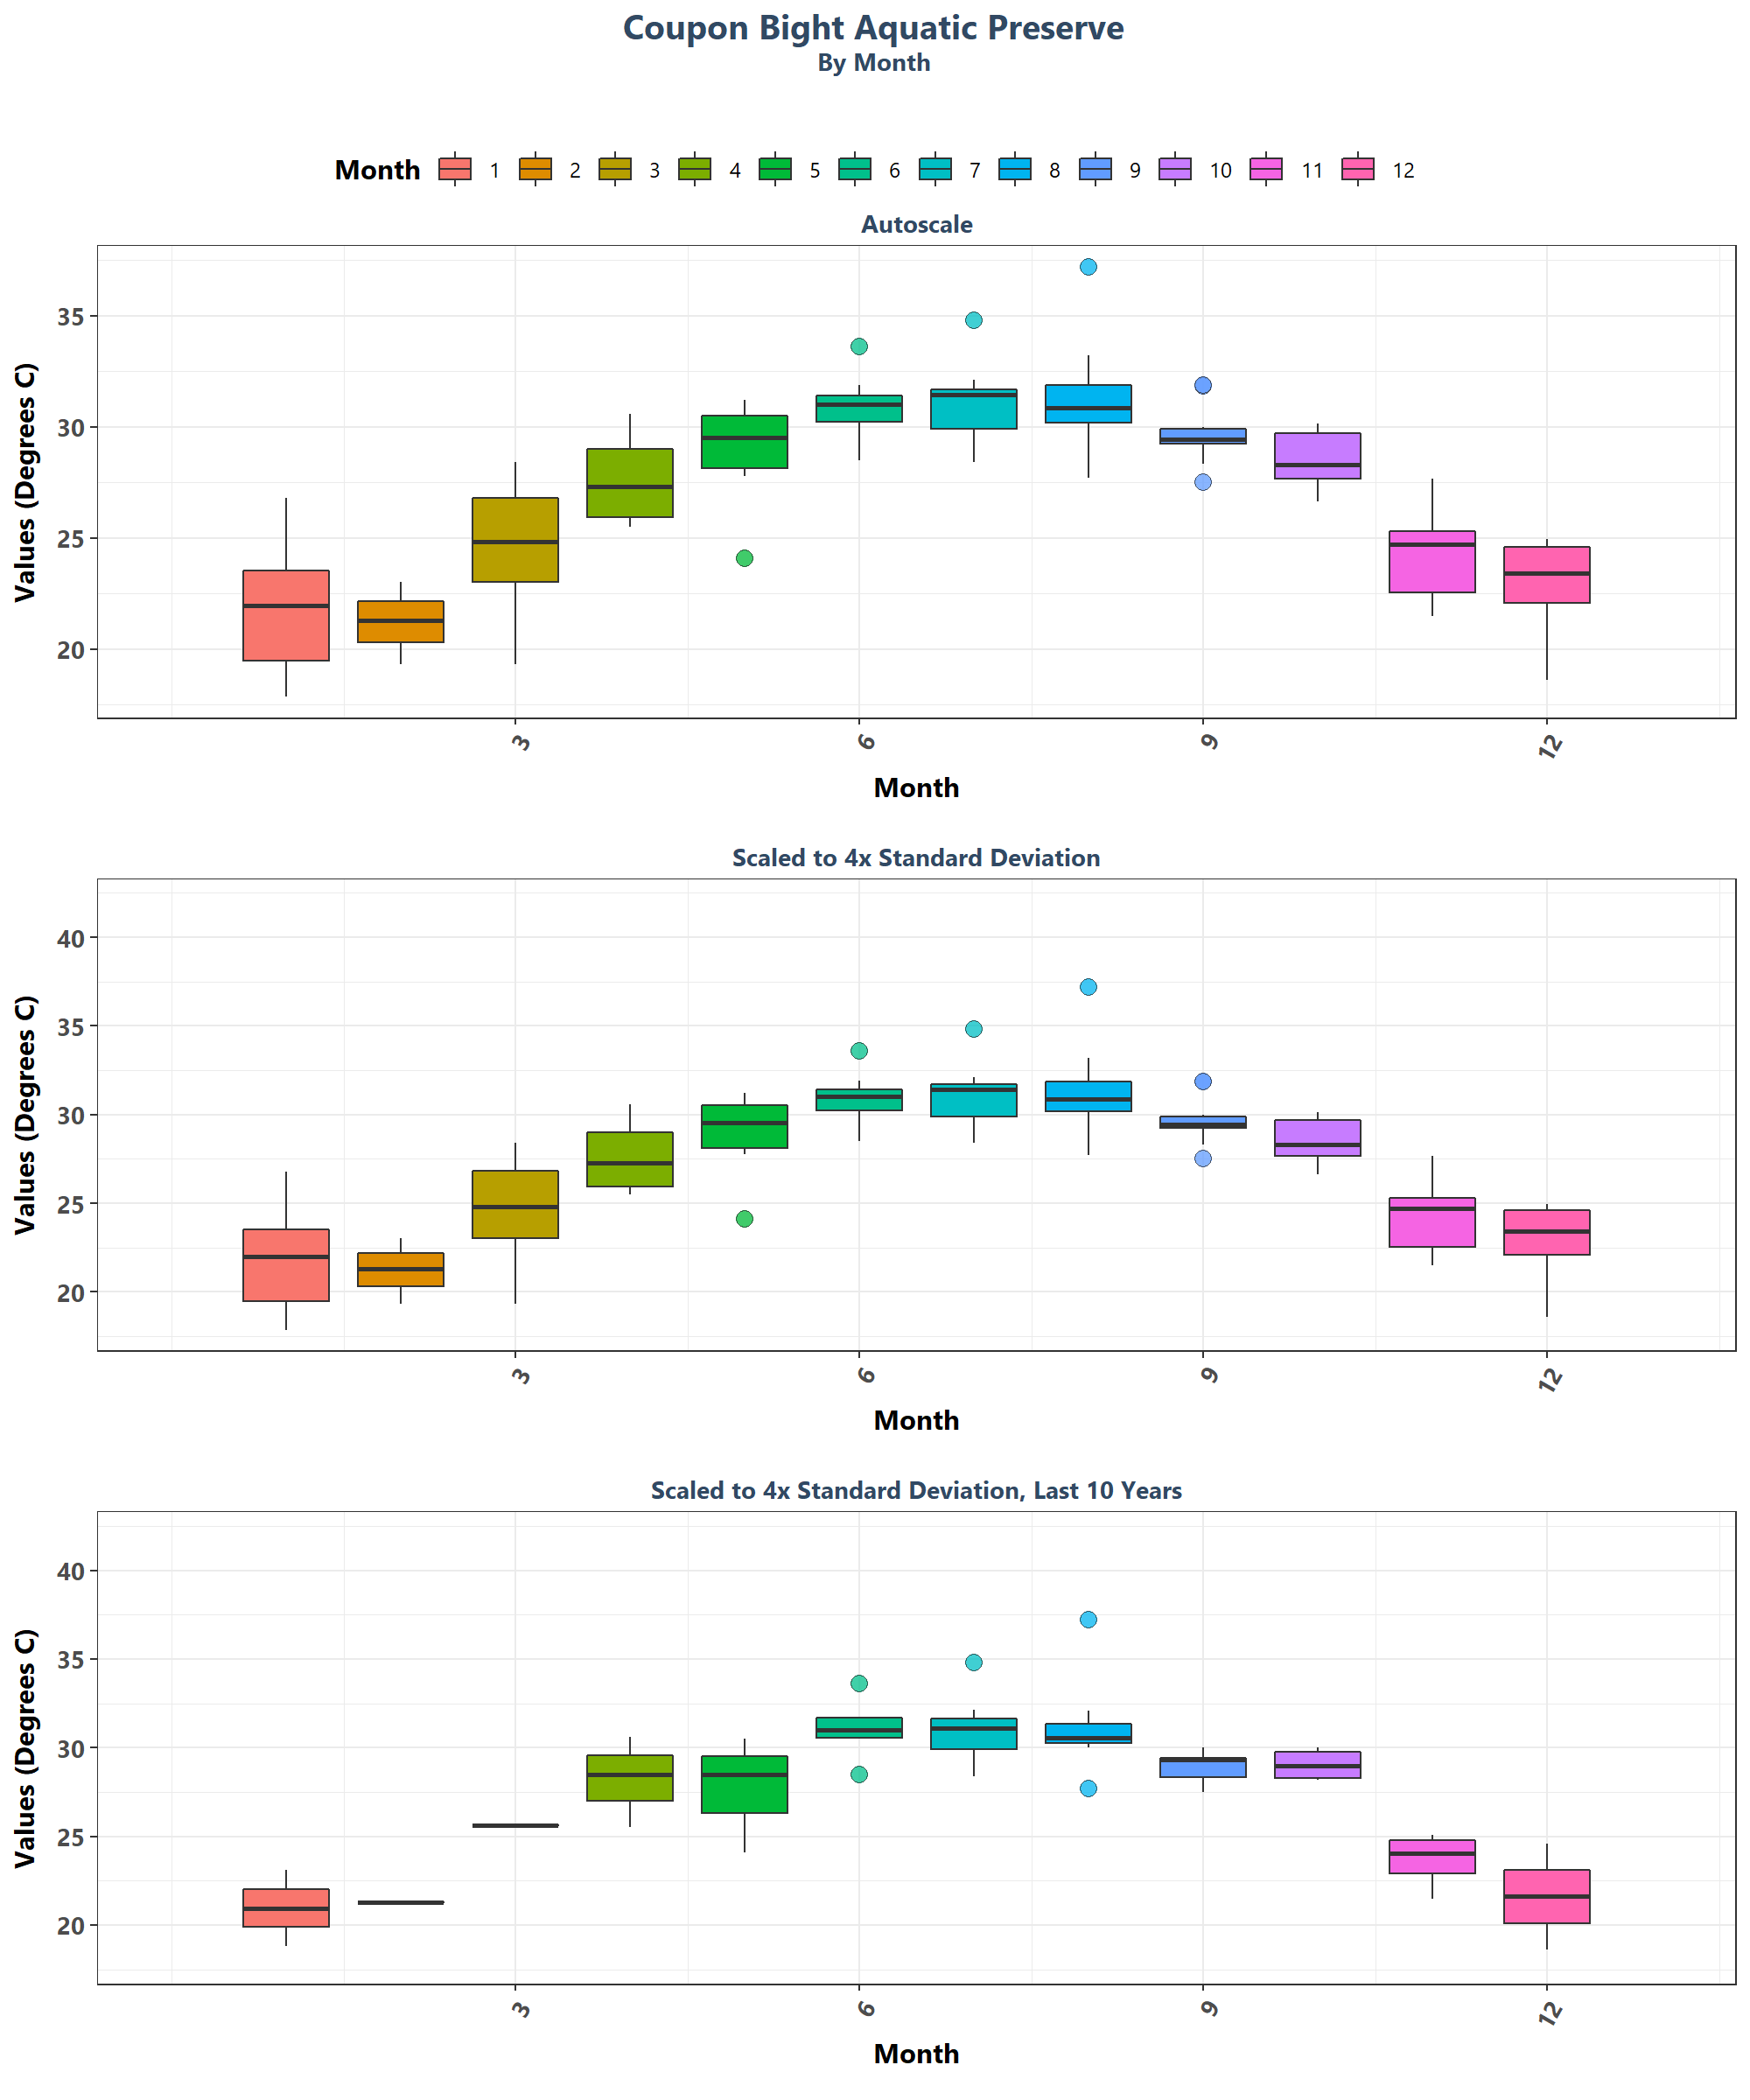 Coupon Bight Aquatic Preserve
By Month
Month 1 2 3 4 5 6 7 8 9 10 11 12
Autoscale
Values (Degrees C)
35
30
25
20
3 6 9 12
Month
Scaled to 4x Standard Deviation
Values (Degrees C)
40
35
30
25
20
3 6 9 12
Month
Scaled to 4x Standard Deviation, Last 10 Years
Values (Degrees C)
40
35
30
25
20
3 6 9 12
Month